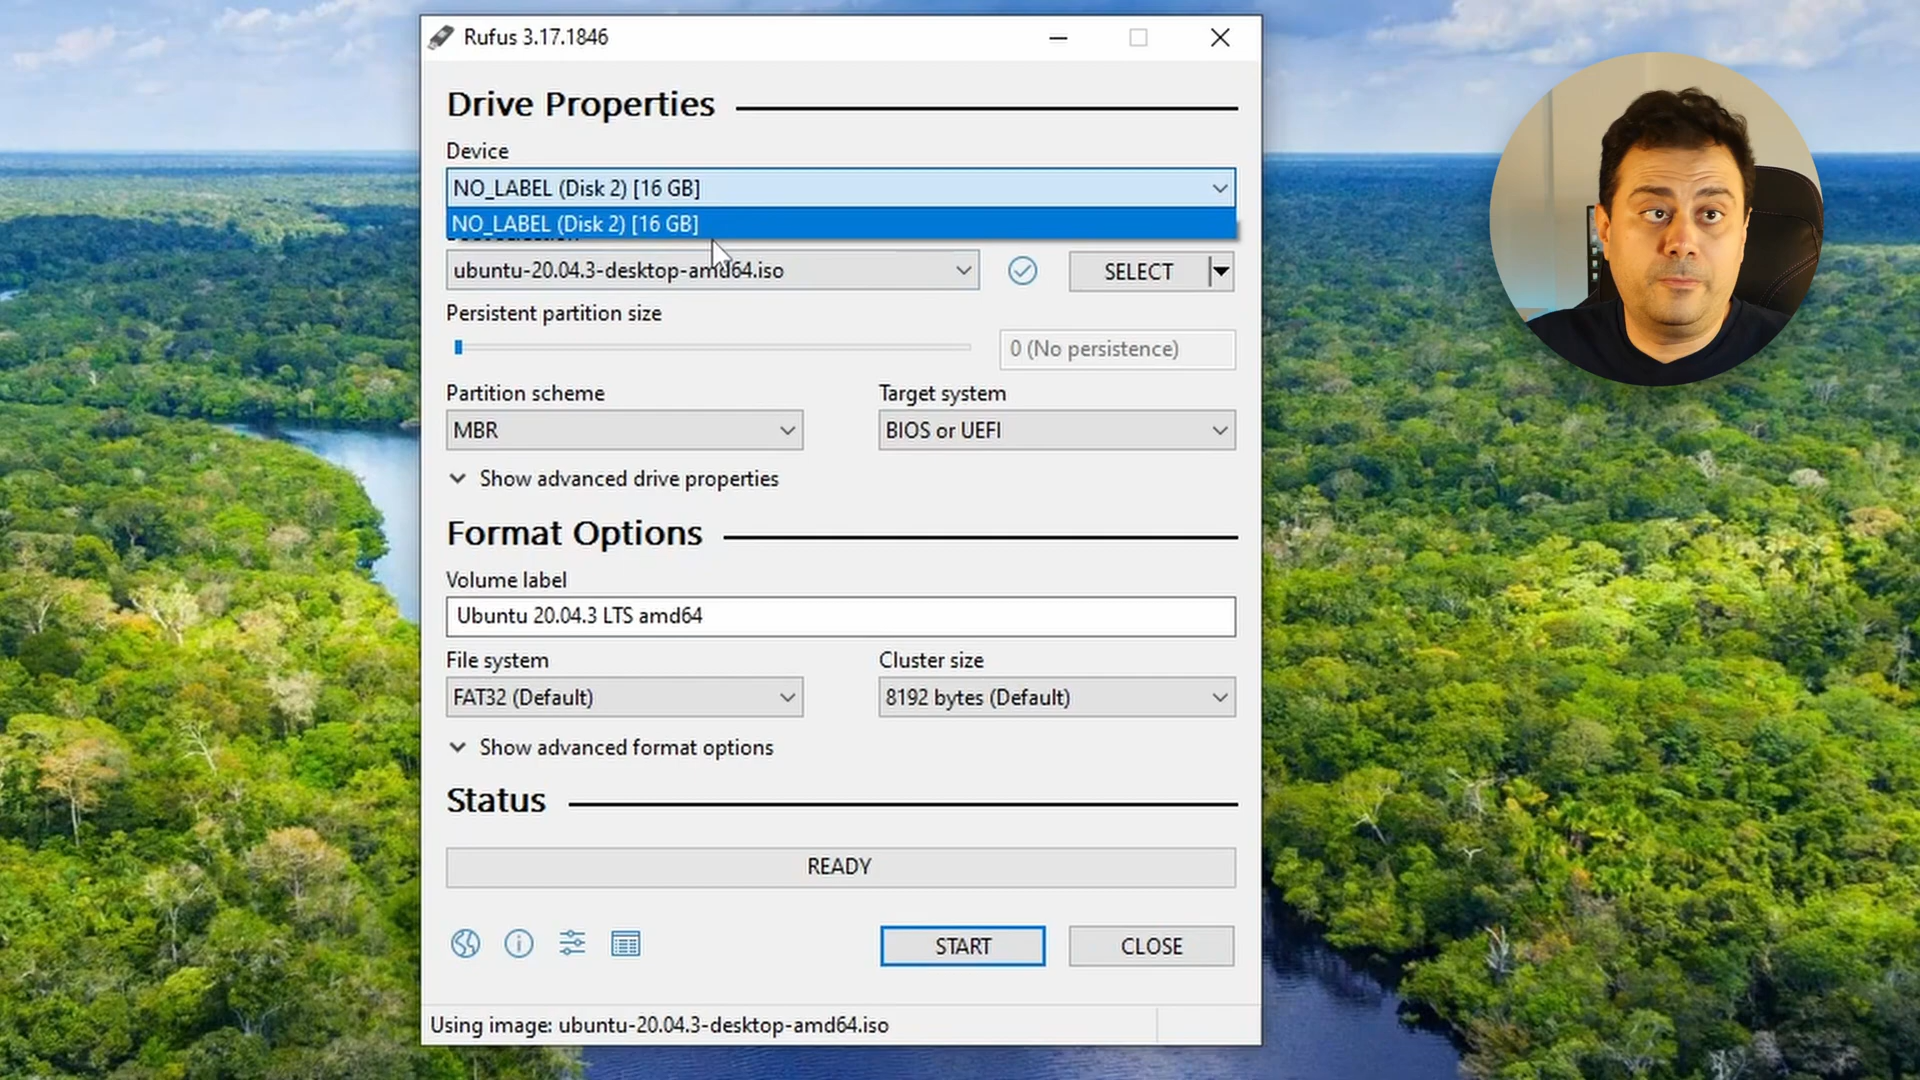 Rufus 3.17.1846
Drive Properties
Device
NO_LABEL (Disk 2) [16 GB]
NO_LABEL (Disk 2) [16 GB]
ubuntu-20.04.3-desktop-amd64.iso
SELECT
Persistent partition size
0 (No persistence)
Partition scheme
Target system
MBR
BIOS or UEFI
Show advanced drive properties
Format Options
Volume label
Ubuntu 20.04.3 LTS amd64
File system
Cluster size
FAT32 (Default)
8192 bytes (Default)
Show advanced format options
Status
READY
START
CLOSE
Using image: ubuntu-20.04.3-desktop-amd64.iso